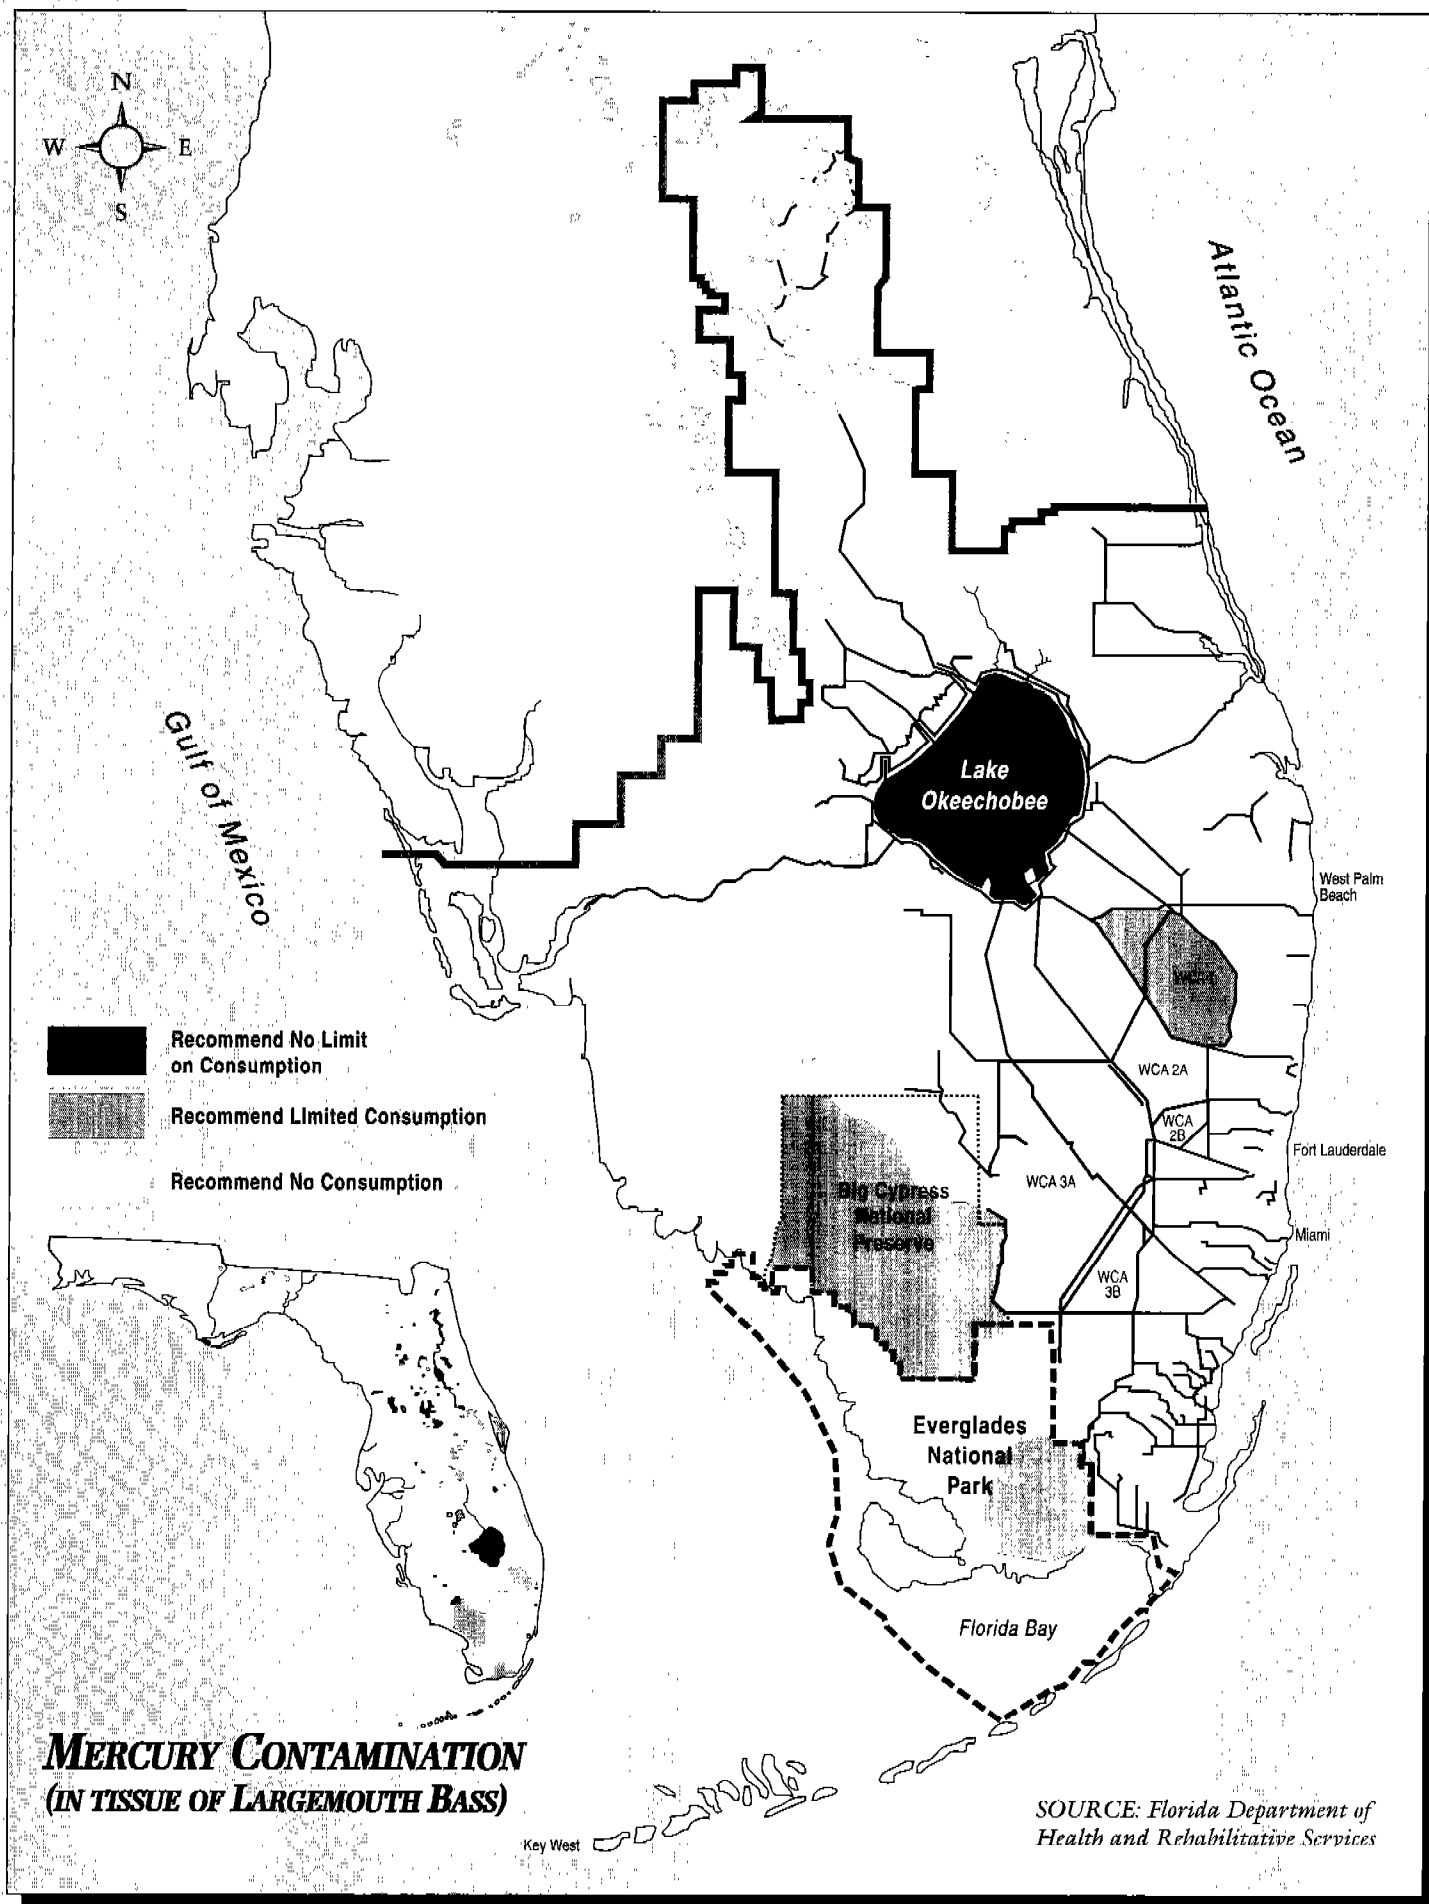 N
W E
S
Atlantic Ocean
Gulf of Mexico
Lake
Okeechobee
West Palm
Beach
Recommend No Limit
on Consumption
Recommend LImited Consumption
Recommend No Consumption
WCA 2A
WCA
2B
Fort Lauderdale
WCA 3A
Big Cypress
National
Preserve
Miami
WCA
3B
Everglades
National
Park
Florida Bay
MERCURY CONTAMINATION
(IN TISSUE OF LARGEMOUTH BASS)
Key West
SOURCE: Florida Department of
Health and Rehabilitative Services